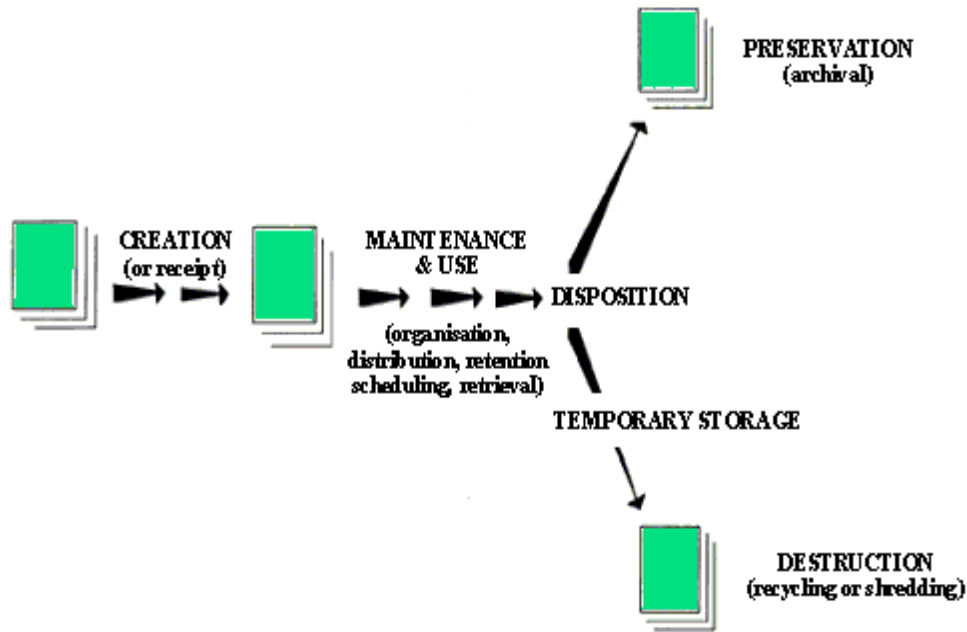 PRESERVATION
(archival)
CREATION
(or receipt)
MAINTENANCE
& USE
DISPOSITION
(organisation,
distribution, retention
scheduling, retrieval)
TEMPORARY STORAGE
DESTRUCTION
(recycling or shredding)